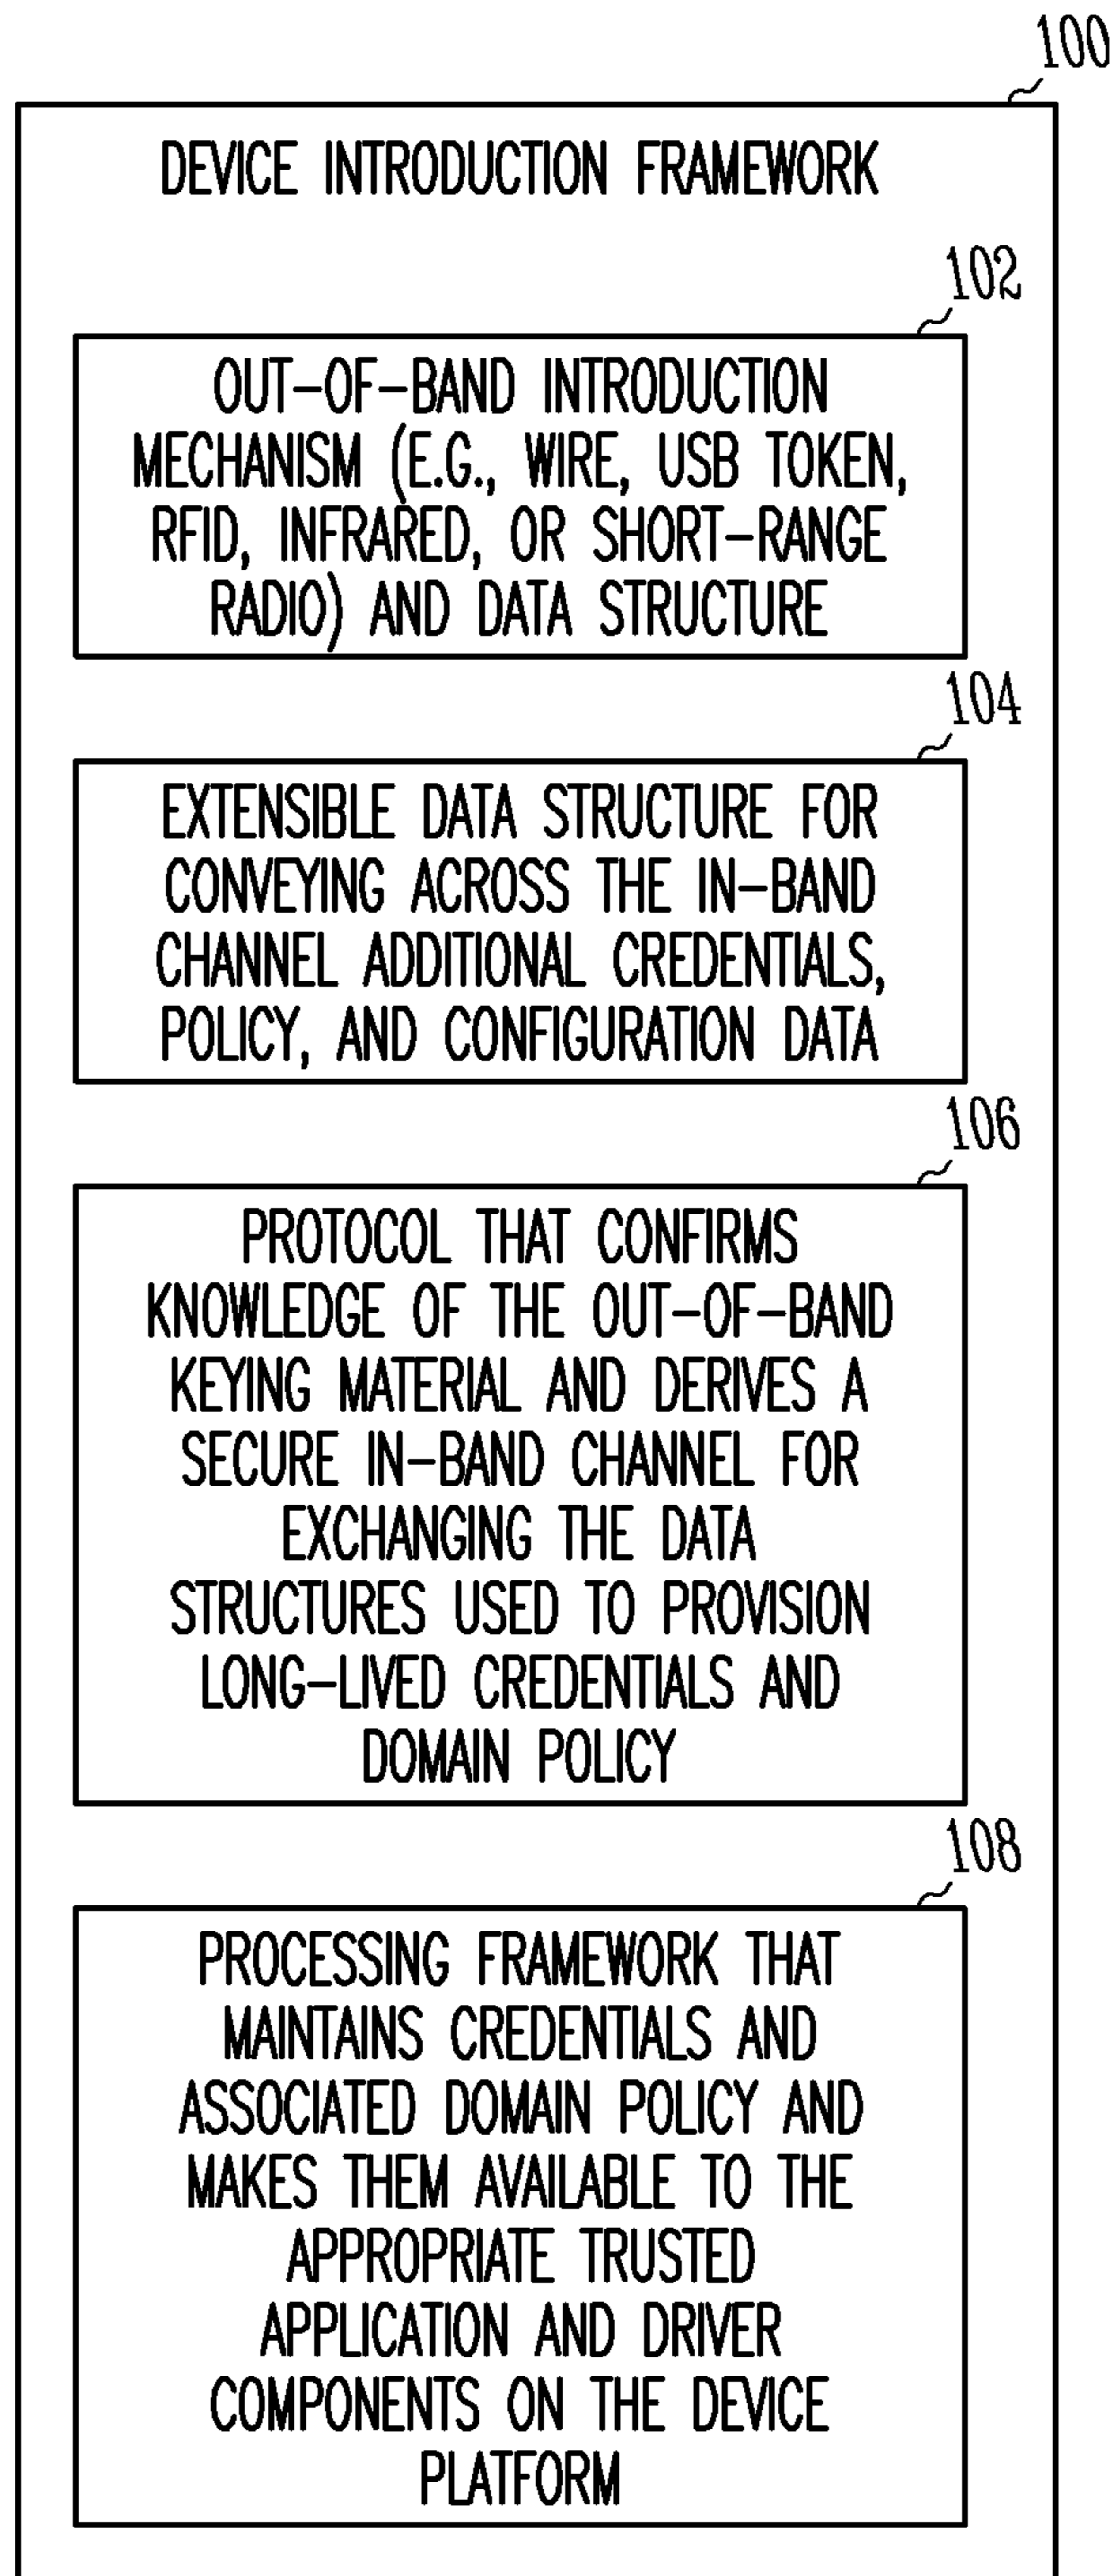 100
DEVICE INTRODUCTION FRAMEWORK
102
OUT-OF-BAND INTRODUCTION
MECHANISM (E.G., WIRE, USB TOKEN,
RFID, INFRARED, OR SHORT-RANGE
RADIO) AND DATA STRUCTURE
104
EXTENSIBLE DATA STRUCTURE FOR
CONVEYING ACROSS THE IN-BAND
CHANNEL ADDITIONAL CREDENTIALS,
POLICY, AND CONFIGURATION DATA
106
PROTOCOL THAT CONFIRMS
KNOWLEDGE OF THE OUT-OF-BAND
KEYING MATERIAL AND DERIVES A
SECURE IN-BAND CHANNEL FOR
EXCHANGING THE DATA
STRUCTURES USED TO PROVISION
LONG-LIVED CREDENTIALS AND
DOMAIN POLICY
108
PROCESSING FRAMEWORK THAT
MAINTAINS CREDENTIALS AND
ASSOCIATED DOMAIN POLICY AND
MAKES THEM AVAILABLE TO THE
APPROPRIATE TRUSTED
APPLICATION AND DRIVER
COMPONENTS ON THE DEVICE
PLATFORM